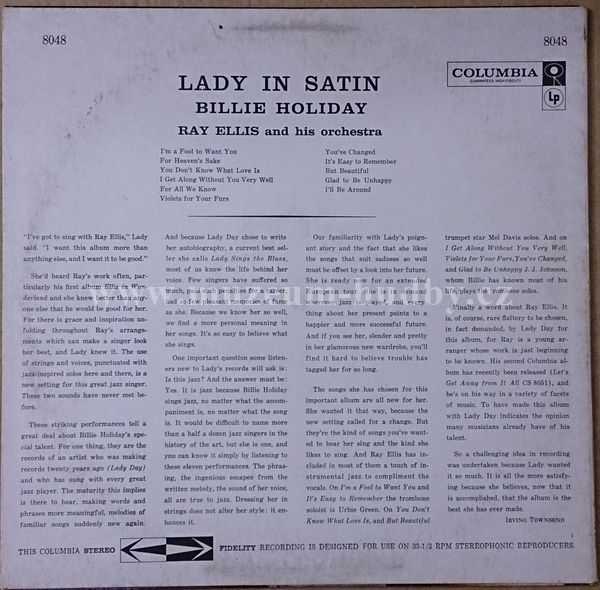 8048
8048
LADY IN SATIN
BILLIE HOLIDAY
RAY ELLIS and his orchestra
COLUMBIA
GUARANTEED HIGH-FIDELITY
Lp
I'm a Fool to Want You
For Heaven's Sake
You Don't Know What Love Is
I Get Along Without You Very Well
For All We Know
Violets for Your Furs
You've Changed
It's Easy to Remember
But Beautiful
Glad to Be Unhappy
I'll Be Around
"I've got to sing with Ray Ellis," Lady
said. "I want this album more than
anything else, and I want it to be good."
She'd heard Ray's work often, par-
ticularly his first album
derland and she knew
one else that he would be good for her.
For there is grace and inspiration un-
folding throughout Ray's arrange-
ments which can make a singer look
her best, and Lady knew it. The use
of strings and voices, punctuated with
jazz-inspired solos here and there, is a
new setting for this great jazz singer.
These two sounds have never met be-
fore.
These striking performances tell a
great deal about Billie Holiday's spe-
cial talent. For one thing, they are the
records of an artist who was making
records twenty years ago (Lady Day)
and who has sung with every great
jazz player. The maturity this implies
is there to hear, making words and
phrases more meaningful, melodies of
familiar songs suddenly new again.
And because Lady Day chose to write
her autobiography, a current best sel-
ler she calls Lady Sings the Blues,
most of us know the life behind her
voice. Few singers have suffered so
much, paid that penance for a career.
And so few have survived so well
as she. Because we know her so well,
we find a more personal meaning in
her songs. It's so easy to believe what
she sings.
One important question some listen-
ers new to Lady's records will ask is:
Is this jazz? And the answer must be:
Yes. It is jazz because Billie Holiday
sings jazz, no matter what the accom-
paniment is, no matter what the song
is. It would be difficult to name more
than a half a dozen jazz singers in the
history of the art, but she is one, and
you can know it simply by listening to
these eleven performances. The phras-
ing, the ingenious escapes from the
written melody, the sound of her voice,
all are true to jazz. Dressing her in
strings does not alter her style: it en-
hances it.
Our familiarity with Lady's poign-
ant story and the fact that she likes
the songs that suit sadness so well
must be offset by a look into her future.
She is ready to embark on another
European tour. She is in demand
wherever jazz is played, and every-
thing about her present points to a
happier and more successful future.
And if you see her, slender and pretty
in her glamorous new wardrobe, you'll
find it hard to believe trouble has
tagged her for so long.
The songs she has chosen for this
important album are all new for her.
She wanted it that way, because the
new setting called for a change. But
they're the kind of songs you've want-
ed to hear her sing and the kind she
likes to sing. And Ray Ellis has in-
cluded in most of them a touch of in-
strumental jazz to compliment the
vocals. On I'm a Fool to Want You and
It's Easy to Remember the trombone
soloist is Urbie Green. On You Don't
Know What Love Is, and But Beautiful
trumpet star Mel Davis solos. And on
I Get Along Without You Very Well,
Violets for Your Furs, You've Changed,
and Glad to Be Unhappy J. J. Johnson,
whom Billie has known most of his
life, plays the trombone solos.
Finally a word about Ray Ellis. It
is, of course, rare flattery to be chosen,
in fact demanded, by Lady Day for
this album, for Ray is a young ar-
ranger whose work is just beginning
to be known. His second Columbia al-
bum has recently been released (Let's
Get Away from It All CS 8051), and
he's on his way in a variety of facets
of music. To have made this album
with Lady Day indicates the opinion
many musicians already have of his
talent.
So a challenging idea in recording
was undertaken because Lady wanted
it so much. It is all the more satisfy-
ing because she believes, now that it
is accomplished, that the album is the
best she has ever made.
IRVING TOWNSEND
1
THIS COLUMBIA STEREO FIDELITY RECORDING IS DESIGNED FOR USE ON 33-1/3 RPM STEREOPHONIC REPRODUCERS.